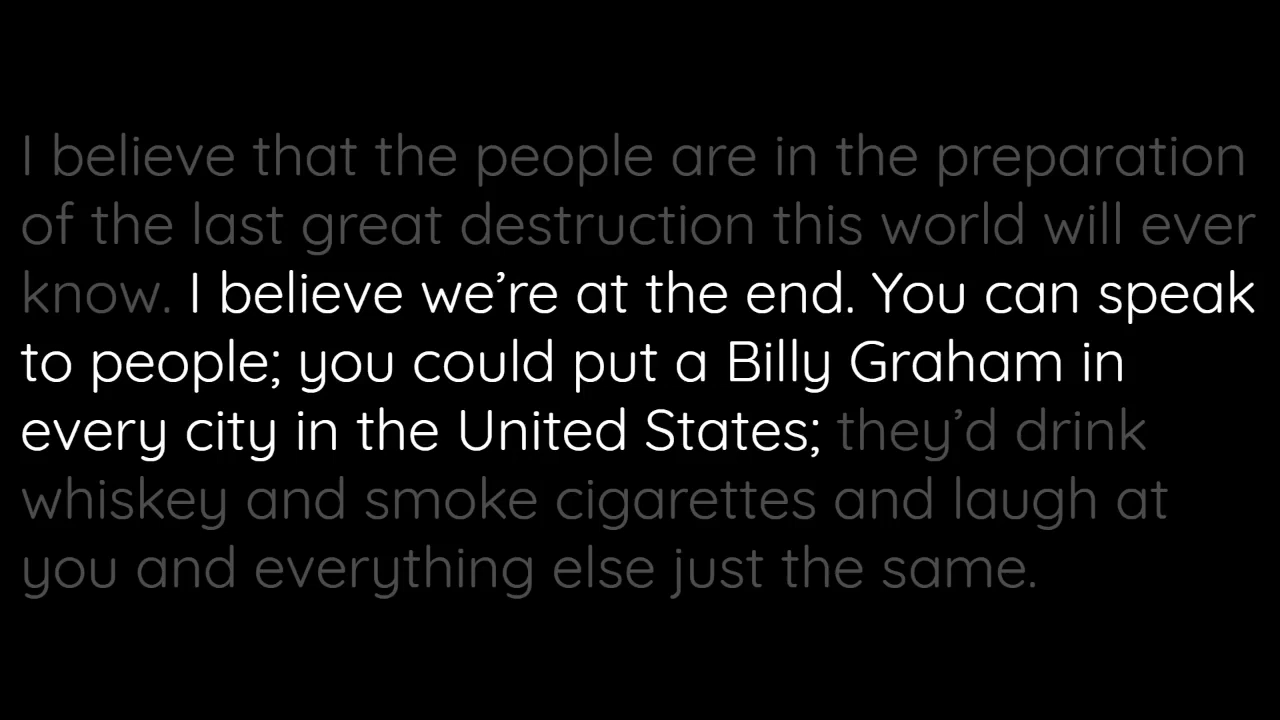 I believe that the people are in the preparation
of the last great destruction this world will ever
know. I believe we’re at the end. You can speak
to people; you could put a Billy Graham in
every city in the United States; they’d drink
whiskey and smoke cigarettes and laugh at
you and everything else just the same.